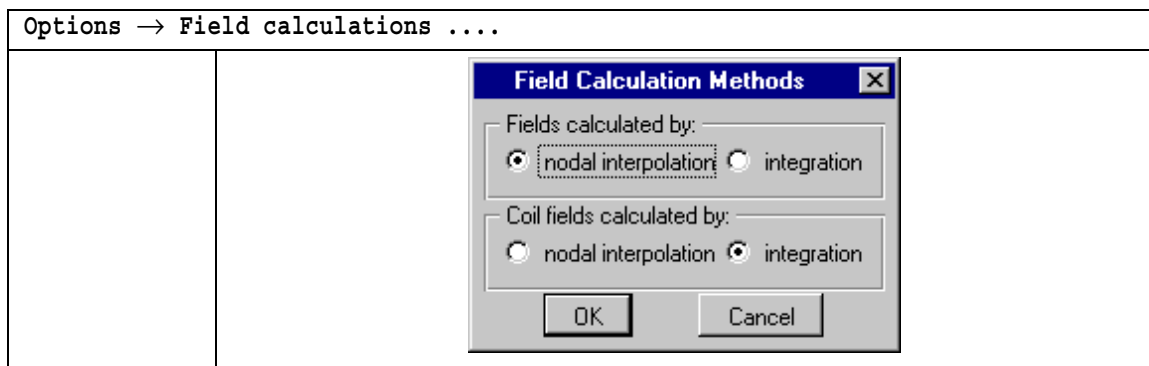 Options → Field calculations ....
Field Calculation Methods
Fields calculated by:
nodal interpolation integration
Coil fields calculated by:
nodal interpolation integration
OK Cancel